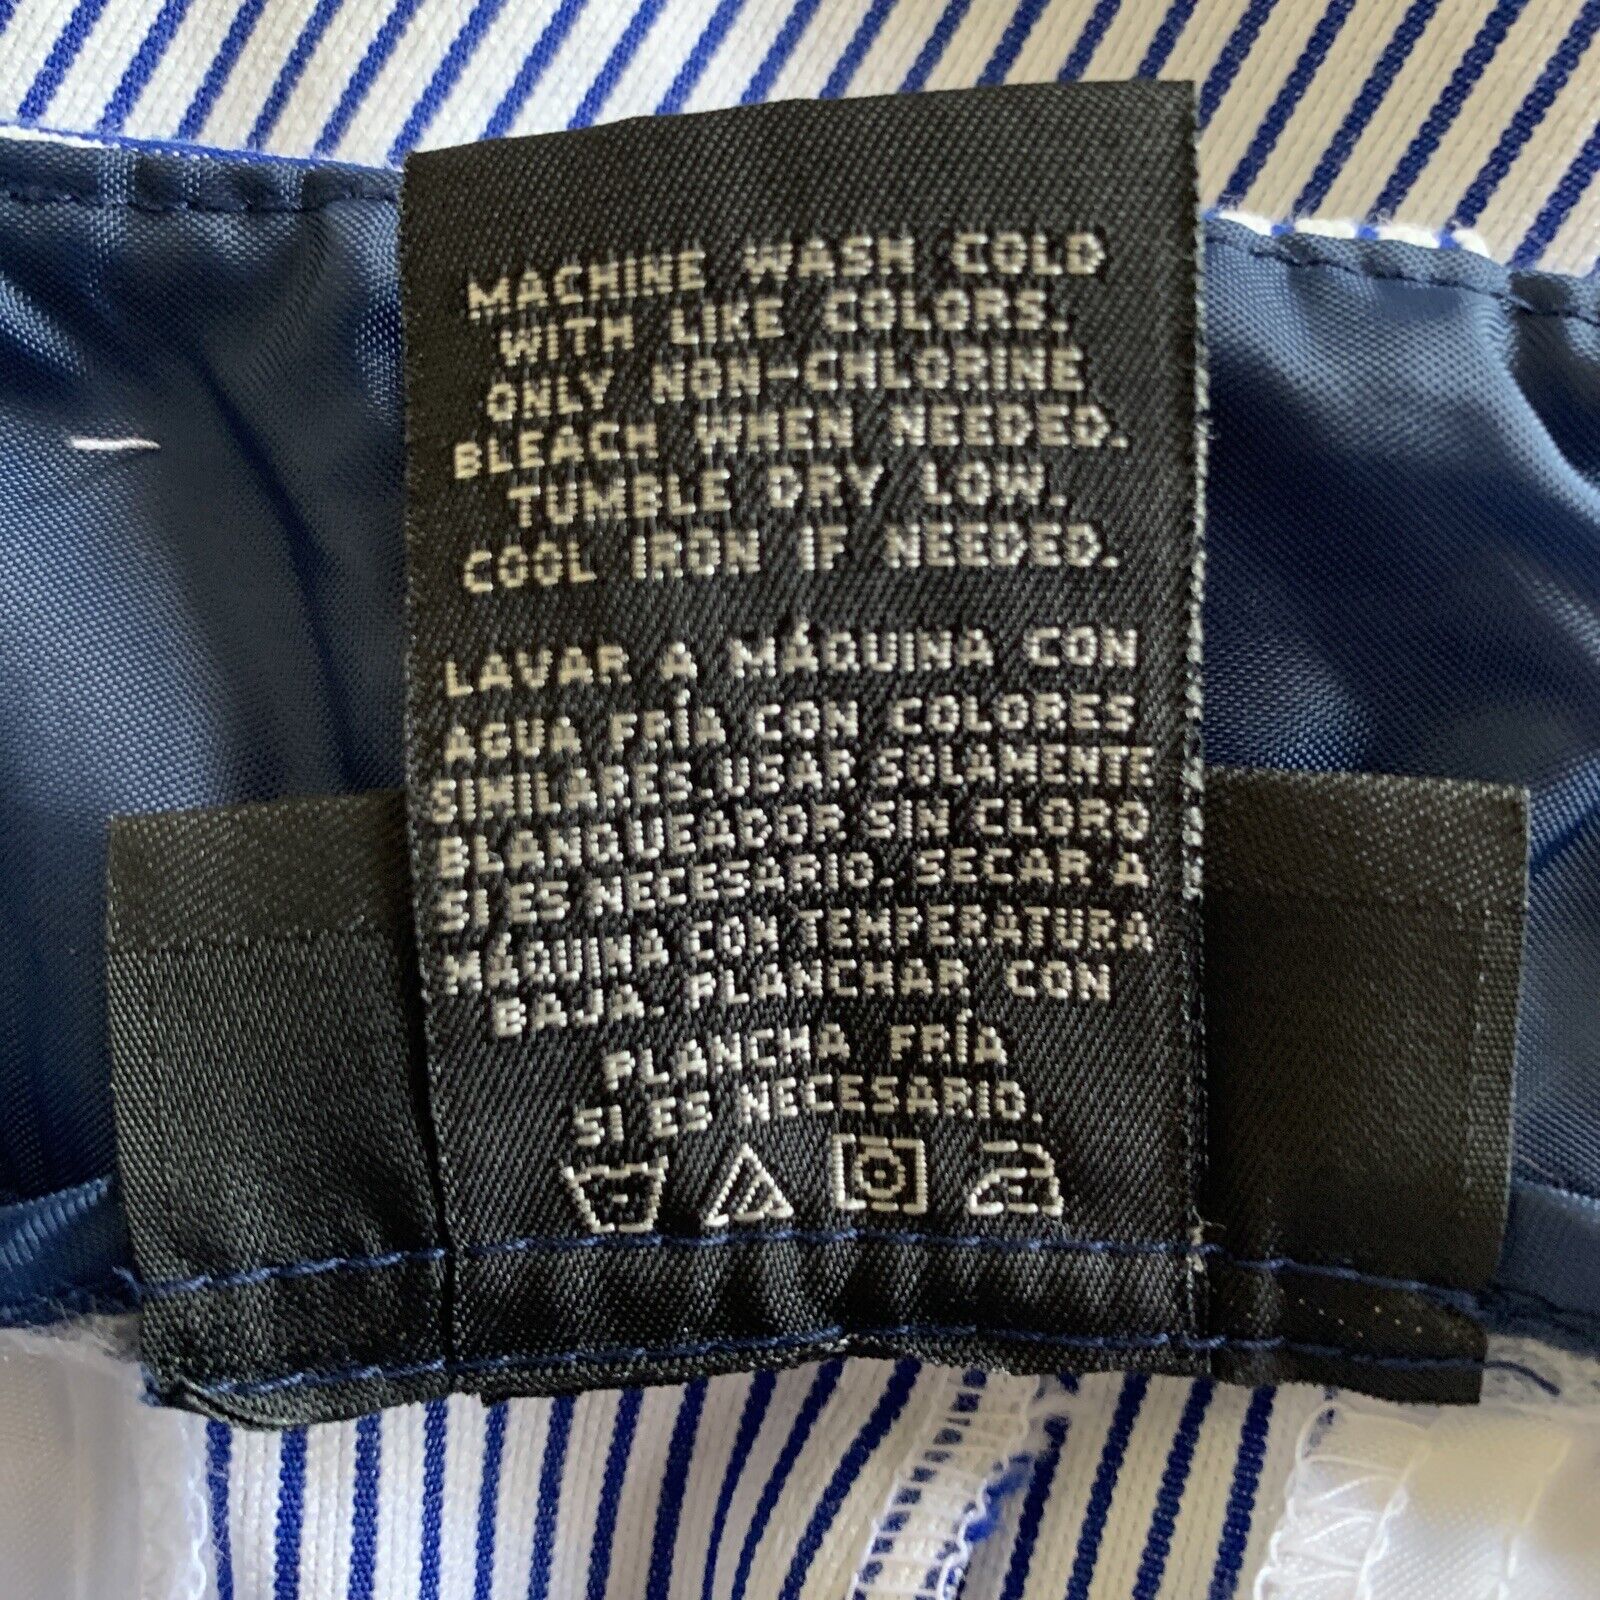 MACHINE WASH COLD
WITH LIKE COLORS.
ONLY NON-CHLORINE
BLEACH WHEN NEEDED.
TUMBLE DRY LOW.
COOL IRON IF NEEDED.
LAVAR A MÁQUINA CON
AGUA FRÍA CON COLORES
SIMILARES. USAR SOLAMENTE
BLANQUEADOR SIN CLORO
SI ES NECESARIO. SECAR A
MÁQUINA CON TEMPERATURA
BAJA. PLANCHAR CON
PLANCHA FRÍA
SI ES NECESARIO.